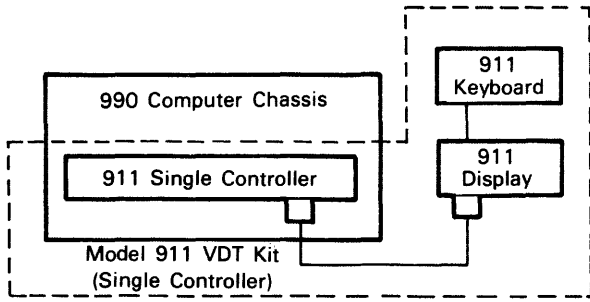 990 Computer Chassis
911 Single Controller
Model 911 VDT Kit
(Single Controller)
911
Keyboard
911
Display